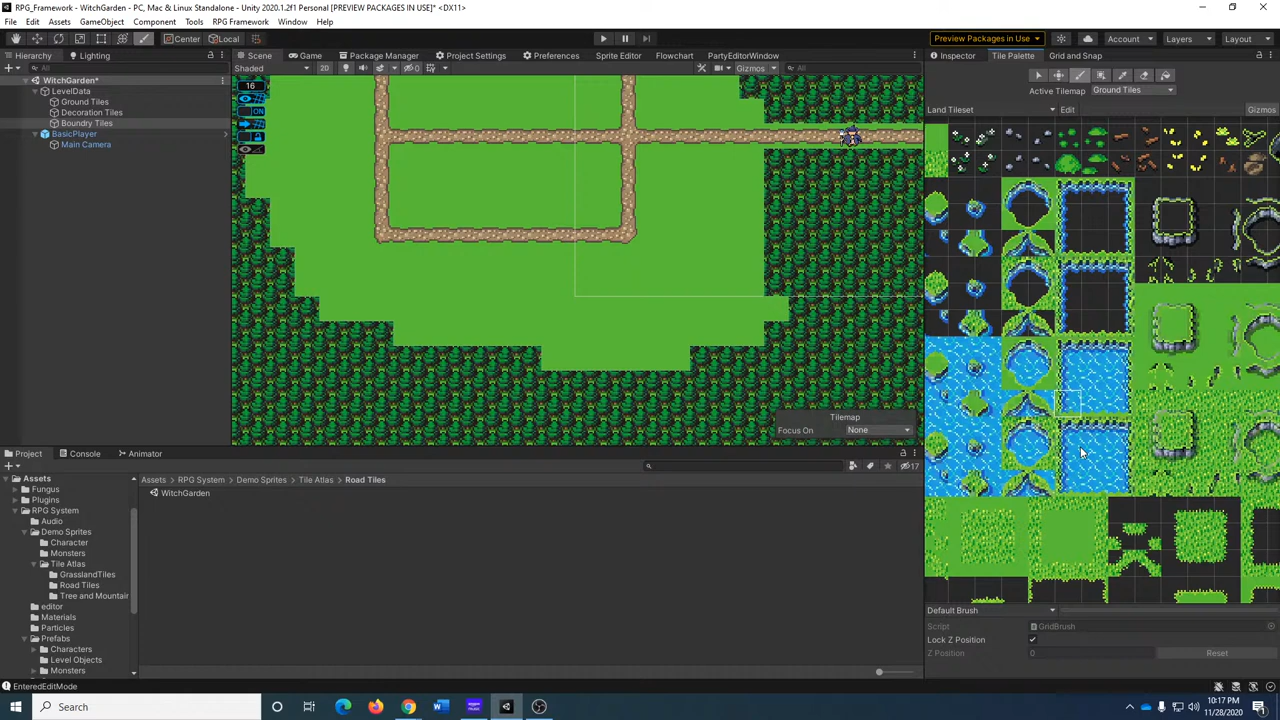 RPG_Framework - WitchGarden - PC, Mac & Linux Standalone - Unity 2020.1.2f1 Personal [PREVIEW PACKAGES IN USE]* <DX11>
File Edit Assets GameObject Component Tools RPG Framework Window Help
Center Local Preview Packages in Use Account Layers Layout
Hierarchy Lighting Scene Game Package Manager Project Settings Preferences Flowchart PartyEditorWindow Inspector Tile Palette Grid and Snap
All Shaded 2D 0 Gizmos All
WitchGarden*
LevelData
Ground Tiles
Decoration Tiles
Boundry Tiles
BasicPlayer
Main Camera
16
ON
Active Tilemap Ground Tiles
Land Tileset Edit Gizmos
Tilemap
Focus On None
Project Console Animator
17
Assets
Fungus
Plugins
RPG System
Audio
Demo Sprites
Character
Monsters
Tile Atlas
GrasslandTiles
Road Tiles
Tree and Mountain
editor
Materials
Particles
Prefabs
Characters
Level Objects
Monsters
Assets RPG System Demo Sprites Tile Atlas Road Tiles
WitchGarden
Default Brush
Script GridBrush
Lock Z Position
Z Position 0 Reset
EnteredEditMode
Search
10:17 PM
11/28/2020